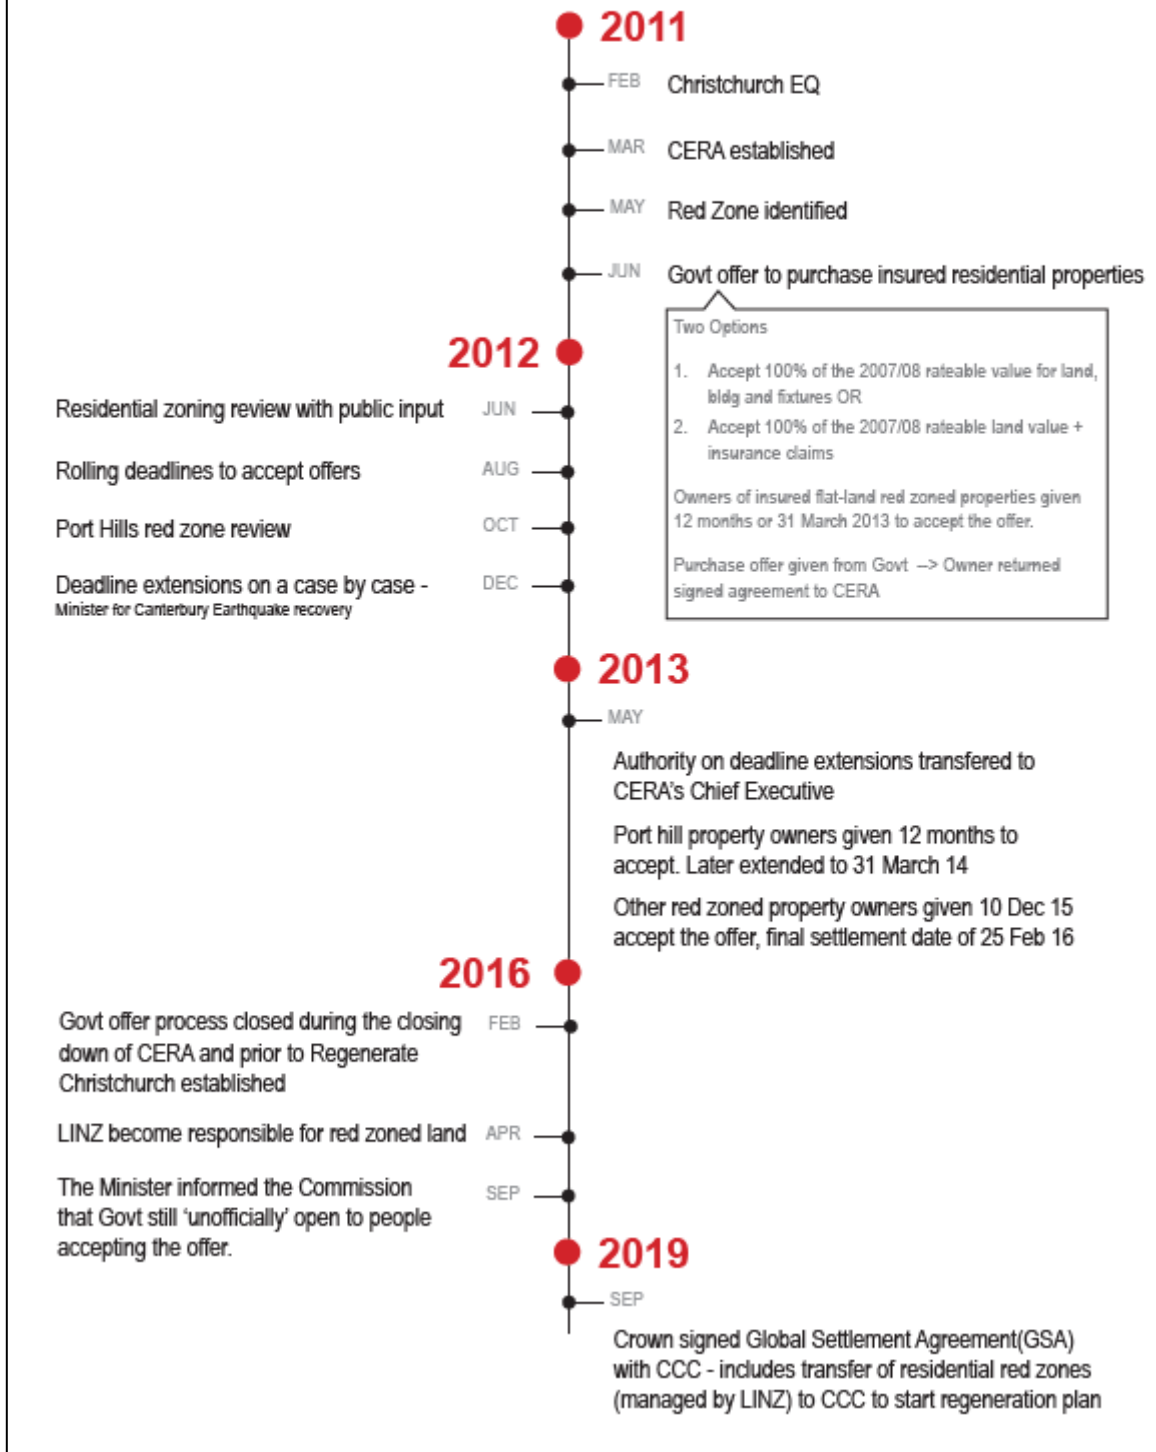 2011
FEB Christchurch EQ
MAR CERA established
MAY Red Zone identified
JUN Govt offer to purchase insured residential properties
Two Options
1. Accept 100% of the 2007/08 rateable value for land,
bldg and fixtures OR
2. Accept 100% of the 2007/08 rateable land value +
insurance claims
Owners of insured flat-land red zoned properties given
12 months or 31 March 2013 to accept the offer.
Purchase offer given from Govt --> Owner returned
signed agreement to CERA
2012
Residential zoning review with public input JUN
Rolling deadlines to accept offers AUG
Port Hills red zone review OCT
Deadline extensions on a case by case - DEC
Minister for Canterbury Earthquake recovery
2013
MAY
Authority on deadline extensions transfered to
CERA's Chief Executive
Port hill property owners given 12 months to
accept. Later extended to 31 March 14
Other red zoned property owners given 10 Dec 15
accept the offer, final settlement date of 25 Feb 16
2016
Govt offer process closed during the closing FEB
down of CERA and prior to Regenerate
Christchurch established
LINZ become responsible for red zoned land APR
The Minister informed the Commission SEP
that Govt still ‘unofficially’ open to people
accepting the offer.
2019
SEP
Crown signed Global Settlement Agreement(GSA)
with CCC - includes transfer of residential red zones
(managed by LINZ) to CCC to start regeneration plan